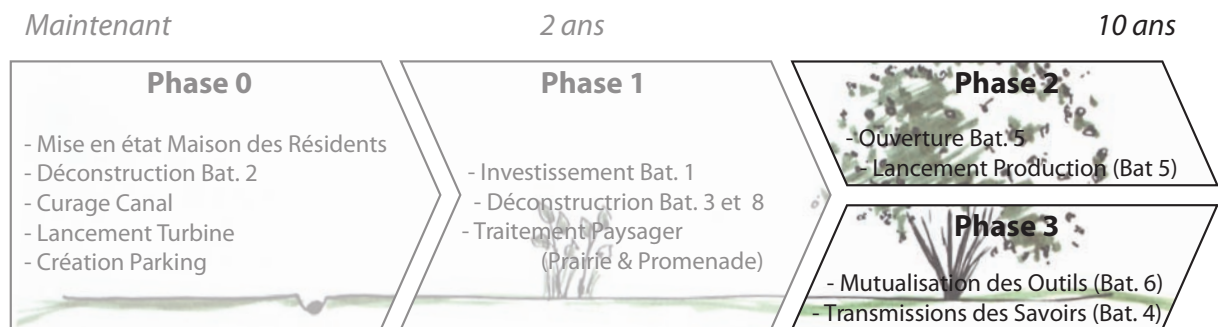 Maintenant
2 ans
10 ans
Phase 0
- Mise en état Maison des Résidents
- Déconstruction Bat. 2
- Curage Canal
- Lancement Turbine
- Création Parking
Phase 1
- Investissement Bat. 1
- Déconstructrion Bat. 3 et 8
- Traitement Paysager
(Prairie & Promenade)
Phase 2
- Ouverture Bat. 5
- Lancement Production (Bat 5)
Phase 3
- Mutualisation des Outils (Bat. 6)
- Transmissions des Savoirs (Bat. 4)